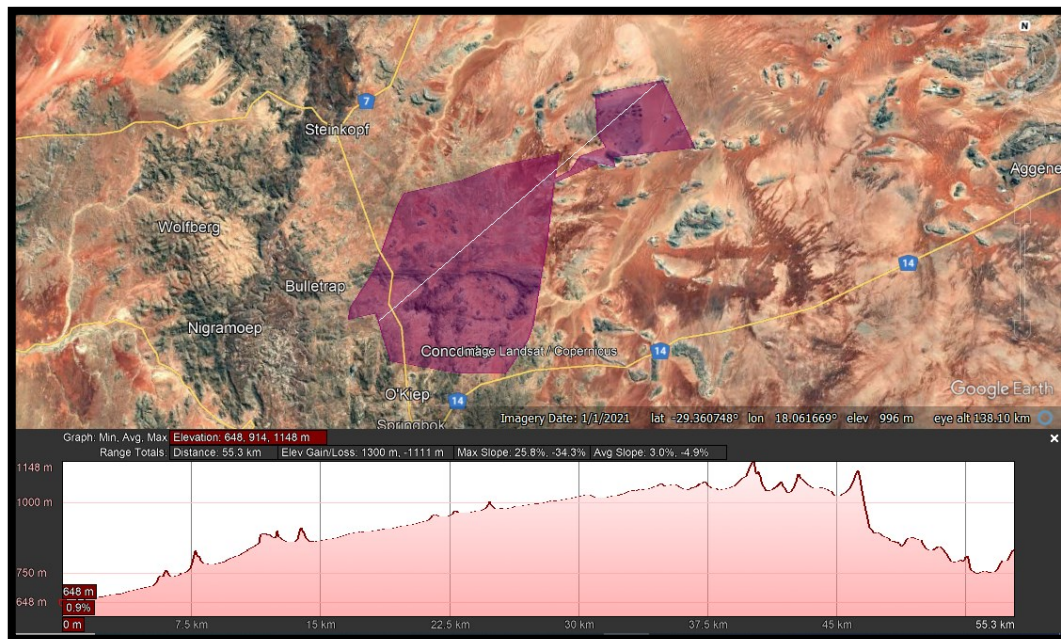 N
7
Steinkopf
Aggene
Wolfberg
14
Bulletrap
Nigramoep
14
Image Landsat / Copernicus
O'Kiep
14
Google Earth
Springbok
Imagery Date: 1/1/2021 lat -29.360748° lon 18.061669° elev 996 m eye alt 138.10 km
Graph: Min, Avg, Max Elevation: 648, 914, 1148 m
Range Totals: Distance: 55.3 km Elev Gain/Loss: 1300 m, -1111 m Max Slope: 25.8%, -34.3% Avg Slope: 3.0%, -4.9%
1148 m
1000 m
750 m
648 m
648 m
0.9%
0 m 7.5 km 15 km 22.5 km 30 km 37.5 km 45 km 55.3 km